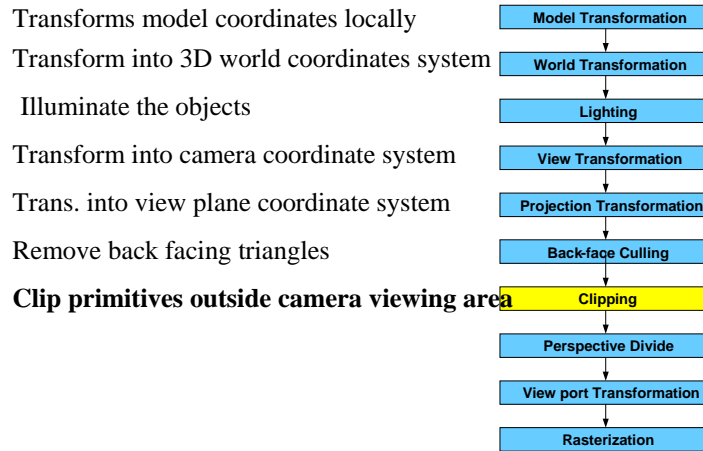 Transforms model coordinates locally
Model Transformation
Transform into 3D world coordinates system
World Transformation
Illuminate the objects
Lighting
Transform into camera coordinate system
View Transformation
Trans. into view plane coordinate system
Projection Transformation
Remove back facing triangles
Back-face Culling
Clip primitives outside camera viewing area
Clipping
Perspective Divide
View port Transformation
Rasterization